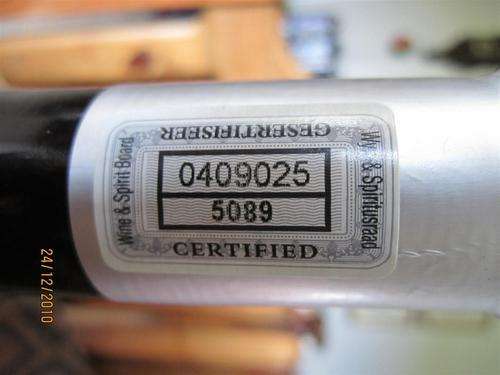 GESERTIFISEER
Wine & Spirit Board
0409025
5089
Wyn & Spiritusraad
CERTIFIED
24/12/2010